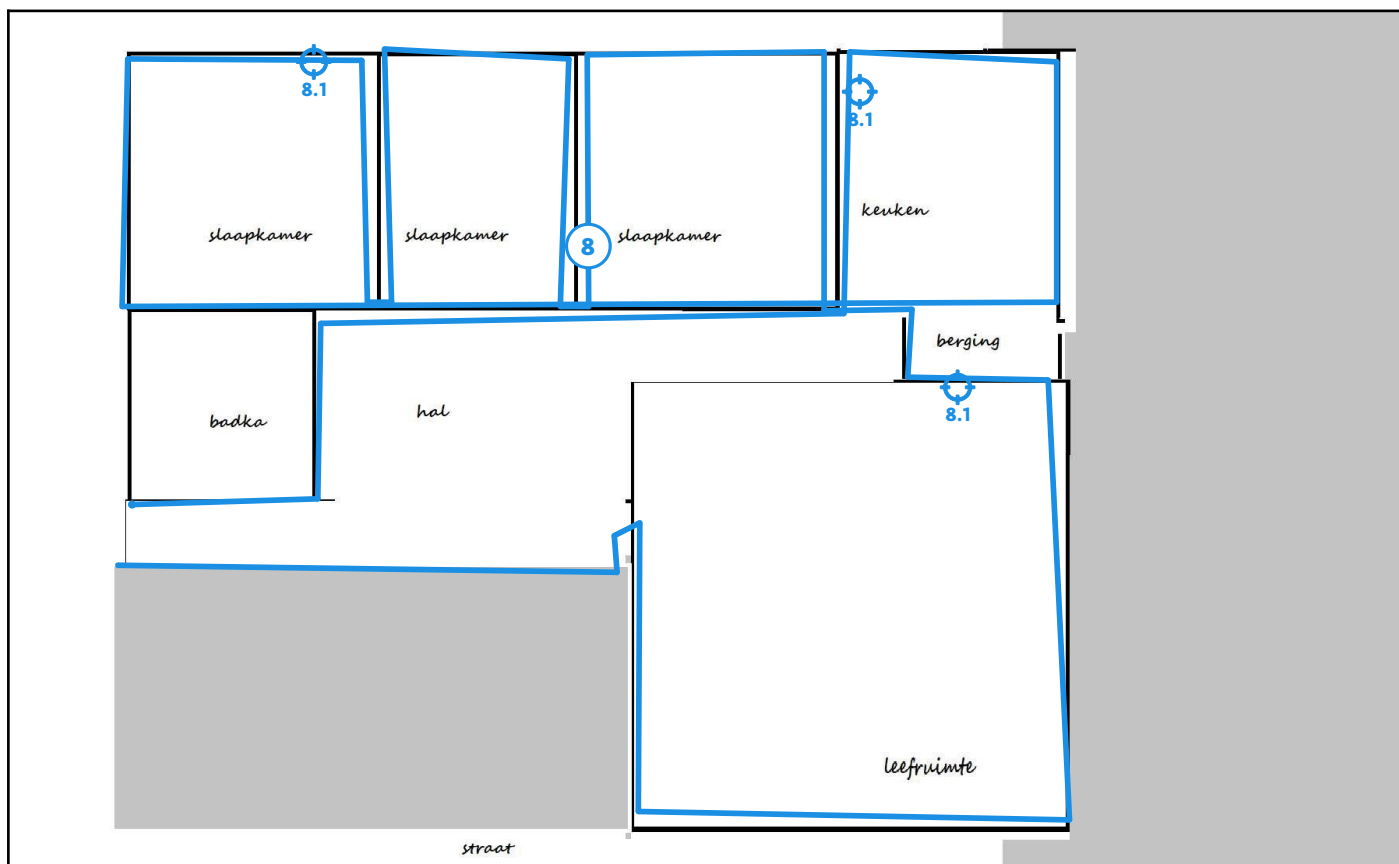 8.1
8.1
keuken
slaapkamer
slaapkamer
8
slaapkamer
berging
8.1
hal
badka
leefruimte
straat